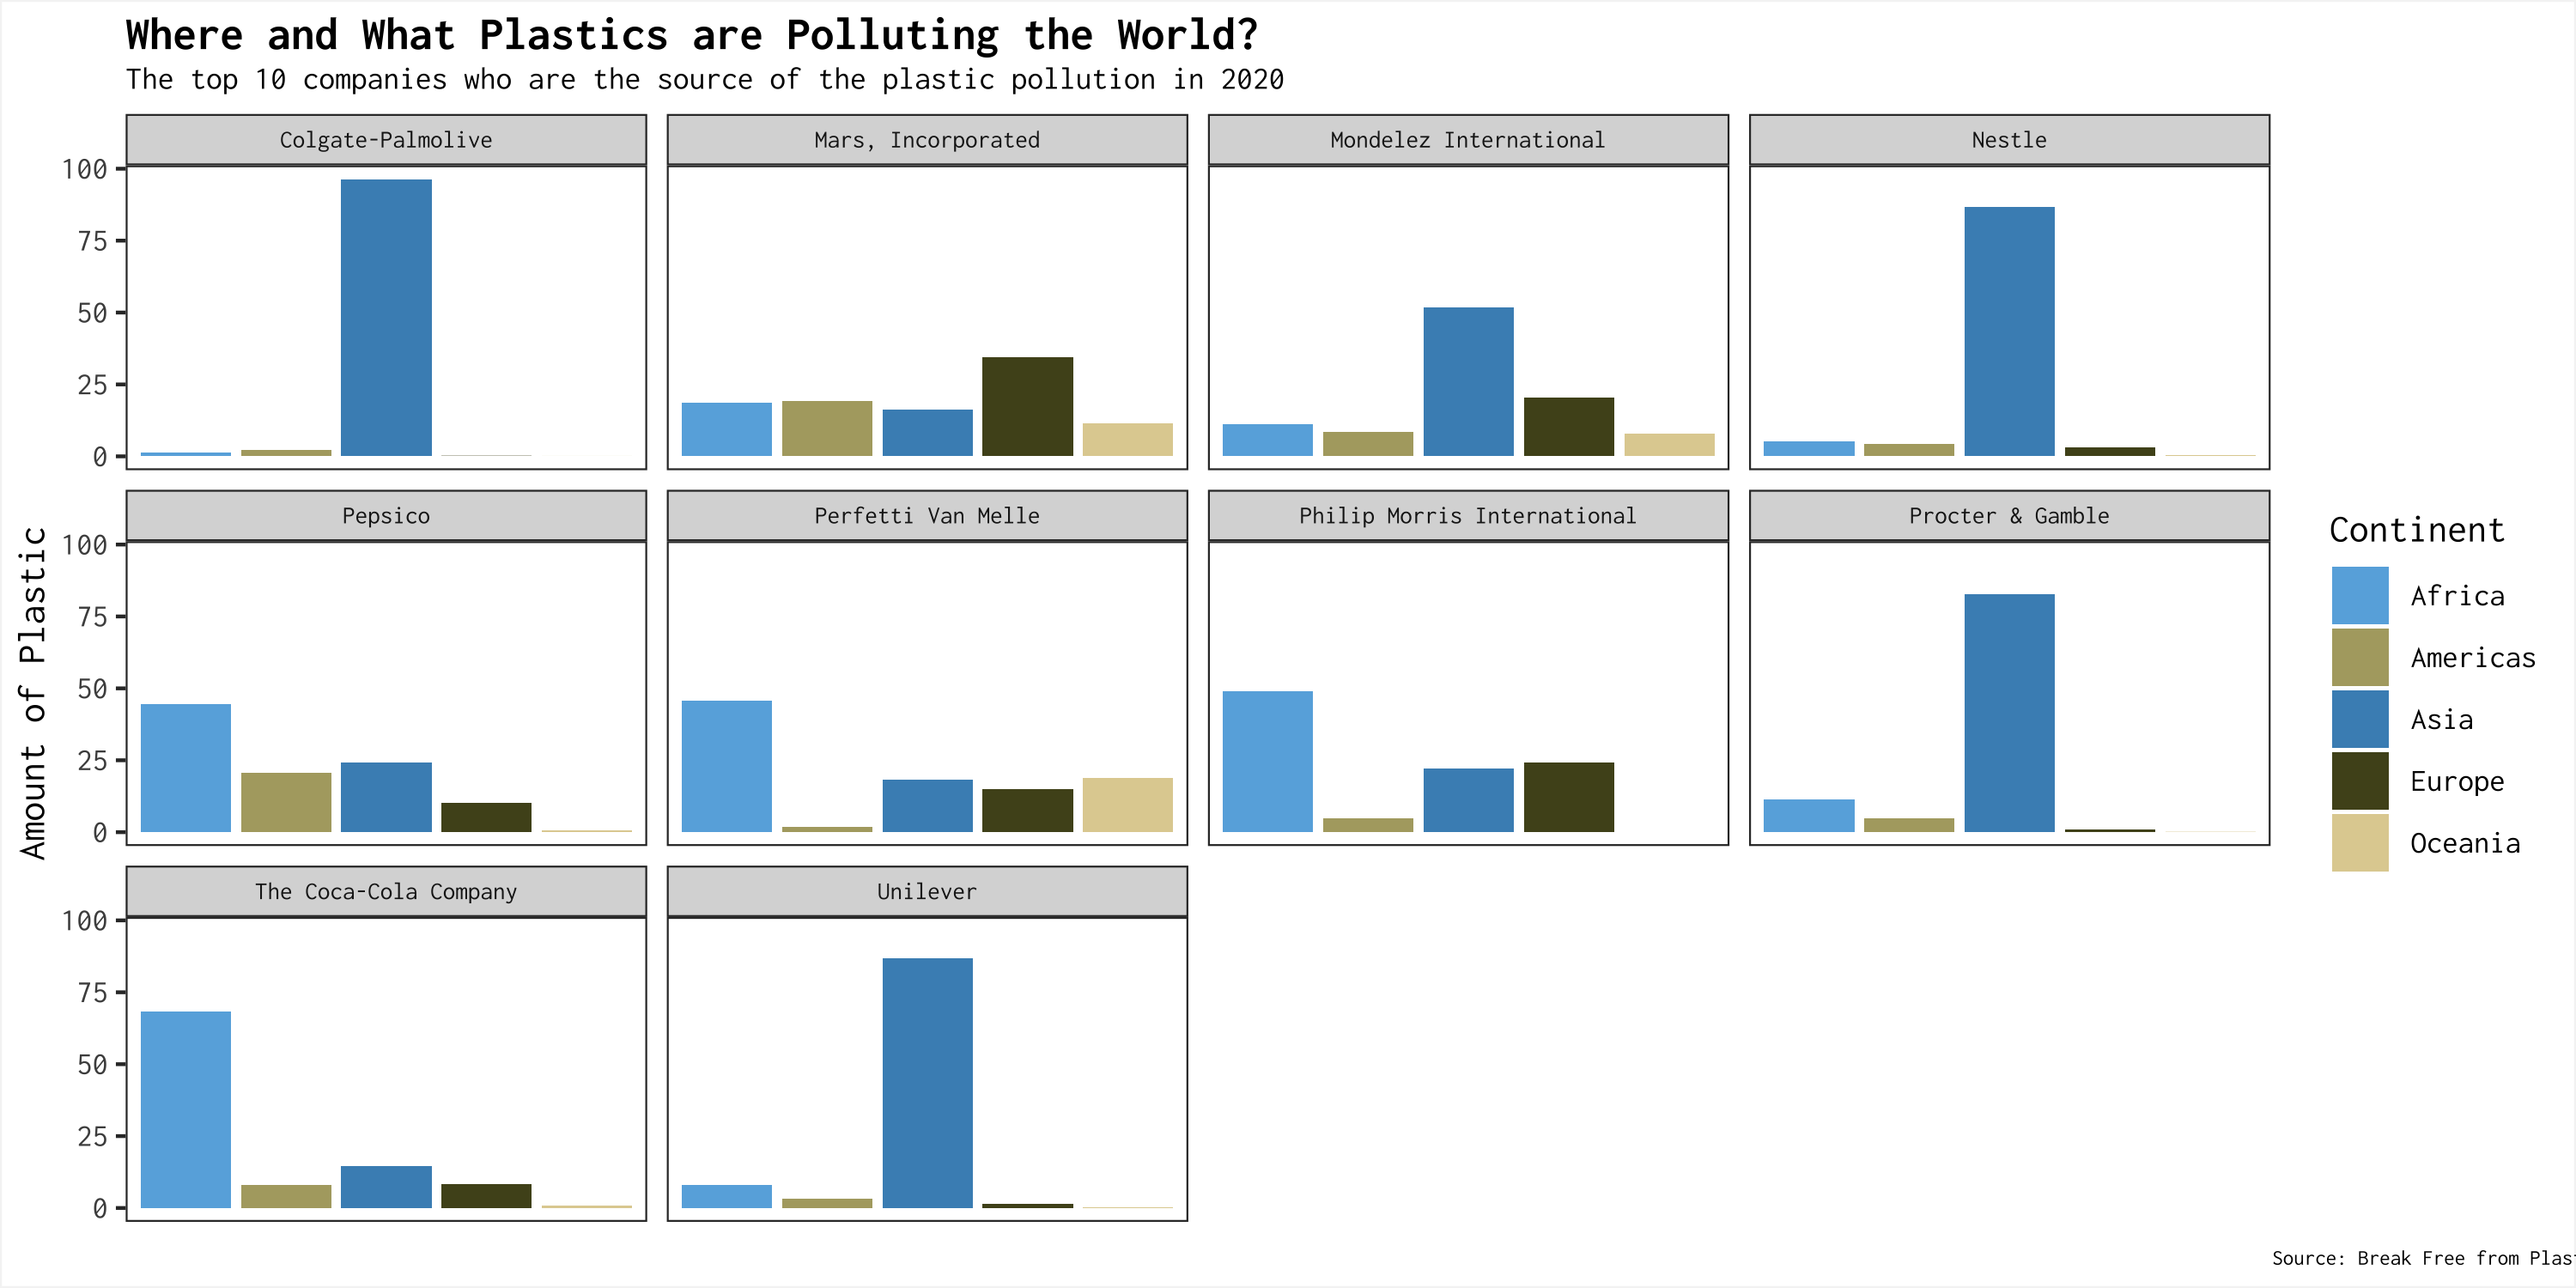 Where and What Plastics are Polluting the World?
The top 10 companies who are the source of the plastic pollution in 2020
Colgate-Palmolive
Mars, Incorporated
Mondelez International
Nestle
100
75
50
25
0
Pepsico
Perfetti Van Melle
Philip Morris International
Procter & Gamble
100
75
50
25
0
The Coca-Cola Company
Unilever
100
75
50
25
0
Amount of Plastic
Continent
Africa
Americas
Asia
Europe
Oceania
Source: Break Free from Plas